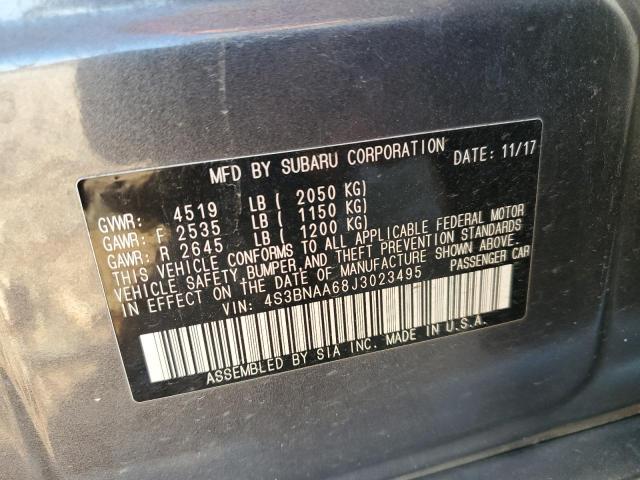 MFD BY SUBARU CORPORATION DATE: 11/17
GVWR: 4519 LB ( 2050 KG)
GAWR: F 2535 LB ( 1150 KG)
GAWR: R 2645 LB ( 1200 KG)
THIS VEHICLE CONFORMS TO ALL APPLICABLE FEDERAL MOTOR
VEHICLE SAFETY, BUMPER, AND THEFT PREVENTION STANDARDS
IN EFFECT ON THE DATE OF MANUFACTURE SHOWN ABOVE.
VIN: 4S3BNAA68J3023495 PASSENGER CAR
ASSEMBLED BY SIA INC. MADE IN U.S.A.